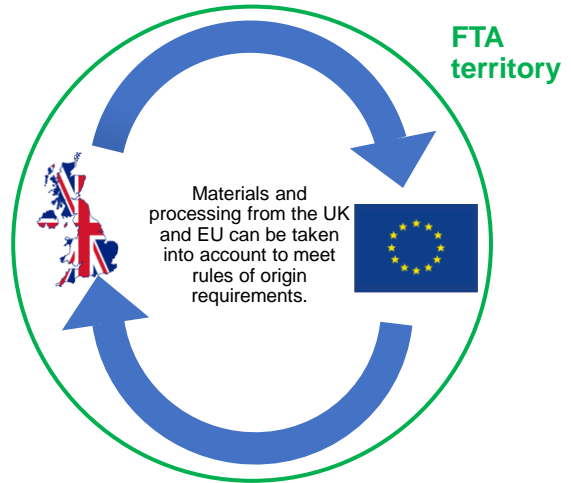 FTA
territory
Materials and
processing from the UK
and EU can be taken
into account to meet
rules of origin
requirements.